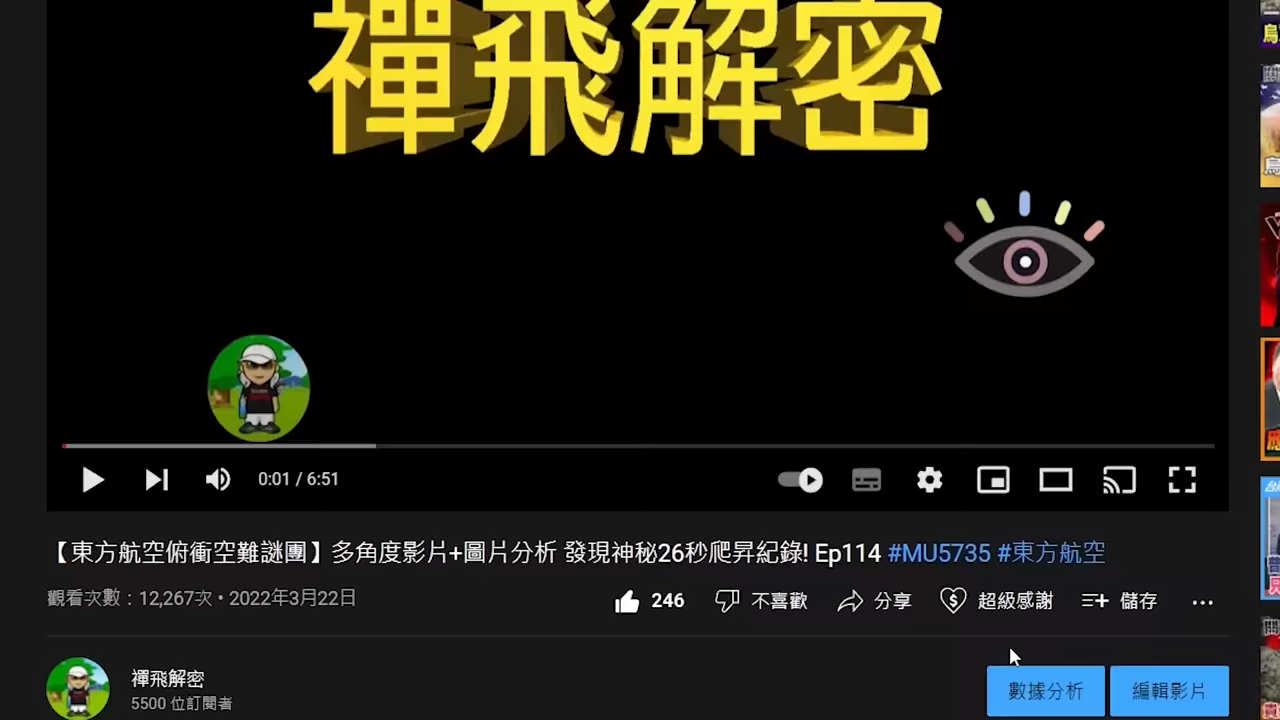 禪飛解密
0:01 / 6:51
【東方航空俯衝空難謎團】多角度影片+圖片分析 發現神秘26秒爬昇紀錄! Ep114 #MU5735 #東方航空
觀看次數：12,267次 • 2022年3月22日
246 不喜歡 分享 超級感謝 儲存
禪飛解密
5500 位訂閱者
數據分析 編輯影片